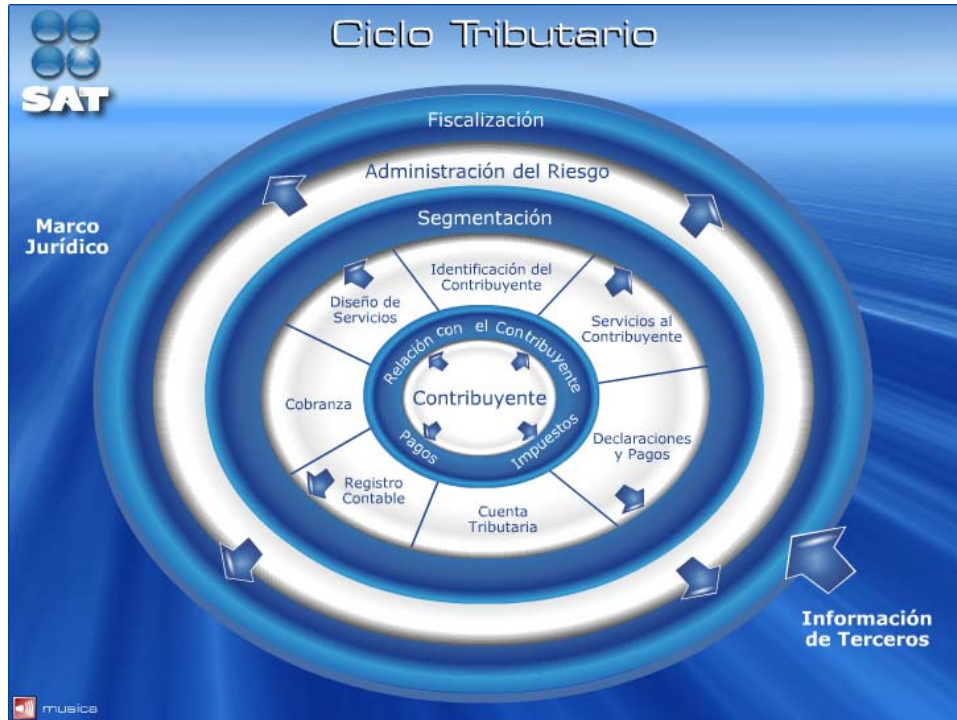 Ciclo Tributario
SAT
Fiscalización
Administración del Riesgo
Marco
Jurídico
Segmentación
Identificación del
Contribuyente
Diseño de
Servicios
Servicios al
Contribuyente
Relación con el Contribuyente
Contribuyente
Cobranza
Pagos
Impuestos
Declaraciones
y Pagos
Registro
Contable
Cuenta
Tributaria
Información
de Terceros
musica